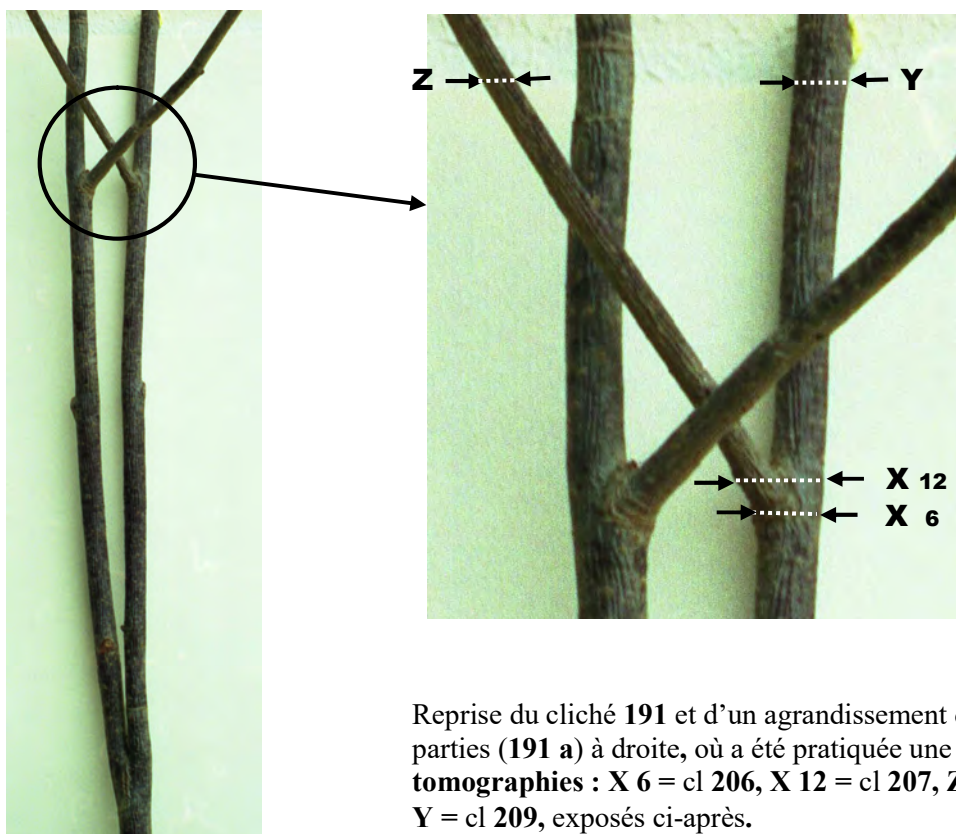 Z
Y
X 12
X 6
Reprise du cliché 191 et d’un agrandissement
parties (191 a) à droite, où a été pratiquée une
tomographies : X 6 = cl 206, X 12 = cl 207, Z
Y = cl 209, exposés ci-après.